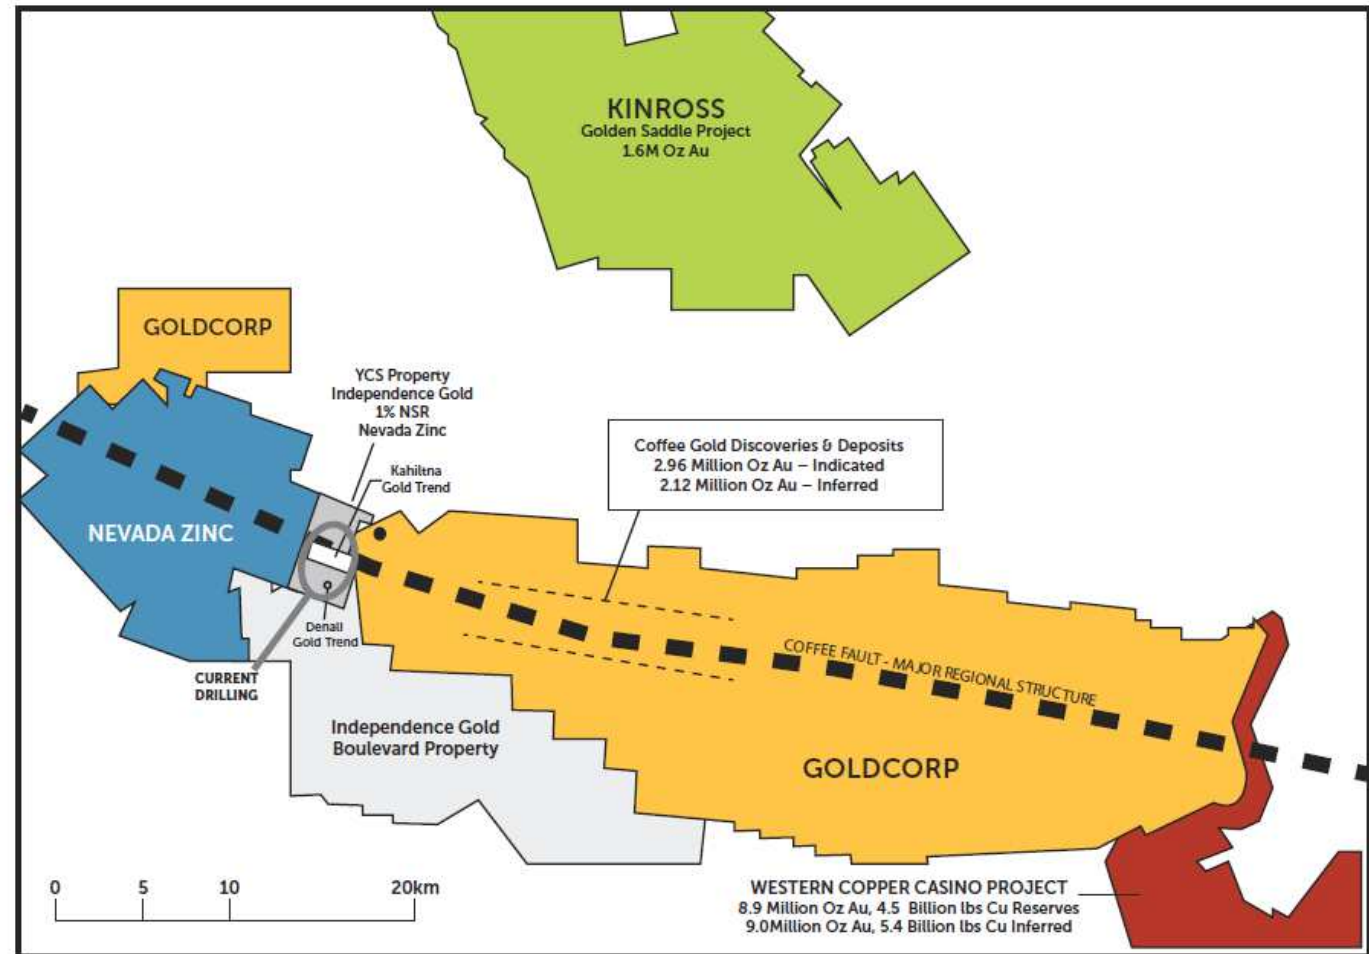 KINROSS
Golden Saddle Project
1.6M Oz Au
GOLDCORP
YCS Property
Independence Gold
1% NSR
Nevada Zinc
Kahiltna
Gold Trend
Coffee Gold Discoveries & Deposits
2.96 Million Oz Au – Indicated
2.12 Million Oz Au – Inferred
NEVADA ZINC
Denali
Gold Trend
CURRENT
DRILLING
COFFEE FAULT - MAJOR REGIONAL STRUCTURE
Independence Gold
Boulevard Property
GOLDCORP
0 5 10 20km
WESTERN COPPER CASINO PROJECT
8.9 Million Oz Au, 4.5 Billion lbs Cu Reserves
9.0Million Oz Au, 5.4 Billion lbs Cu Inferred